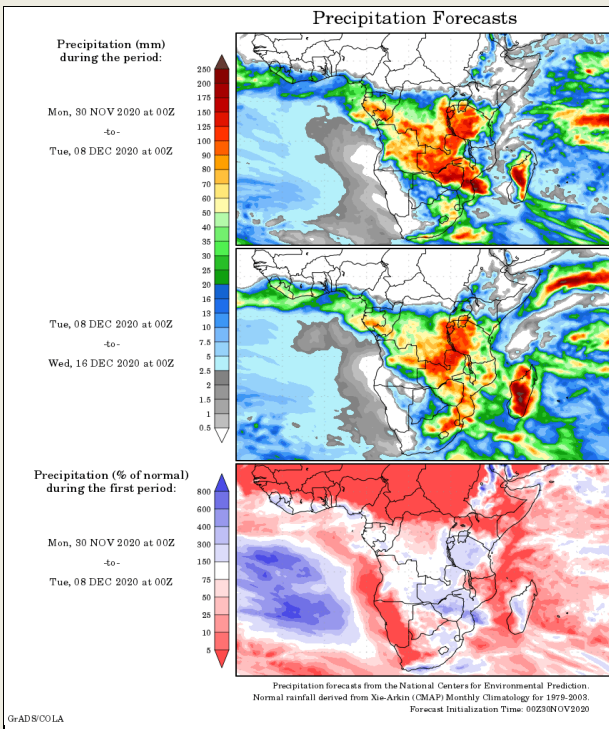 Precipitation Forecasts
Precipitation (mm)
during the period:
Mon, 30 NOV 2020 at 00Z
-to-
Tue, 08 DEC 2020 at 00Z
250
200
175
150
125
100
90
80
70
60
50
40
35
30
25
20
16
13
10
7.5
5
2.5
2
1.5
1
0.5
Tue, 08 DEC 2020 at 00Z
-to-
Wed, 16 DEC 2020 at 00Z
Precipitation (% of normal)
during the first period:
Mon, 30 NOV 2020 at 00Z
-to-
Tue, 08 DEC 2020 at 00Z
800
600
400
300
150
75
50
25
10
5
Precipitation forecasts from the National Centers for Environmental Prediction.
Normal rainfall derived from Xie-Arkin (CMAP) Monthly Climatology for 1979-2003.
Forecast Initialization Time: 00Z30NOV2020
GrADS/COLA